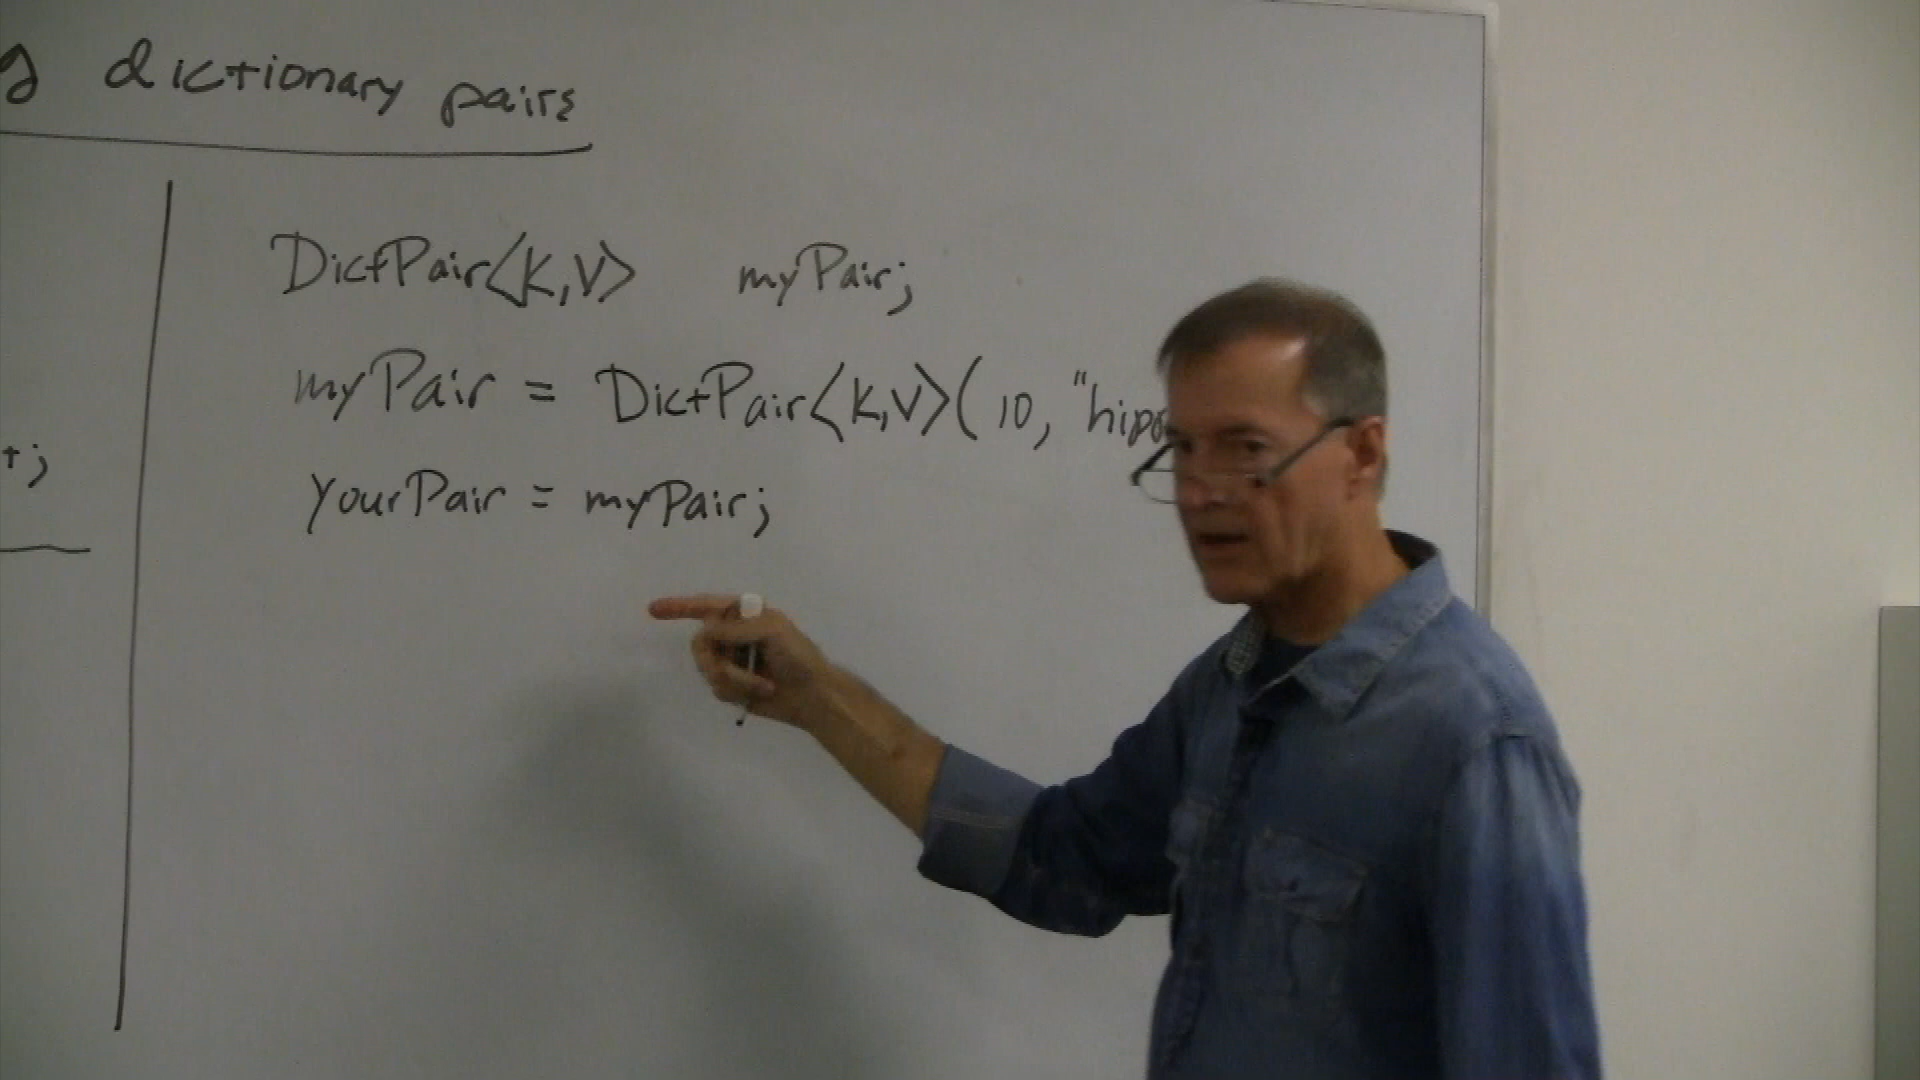 dictionary pairs
DictPair<K,V> myPair;
myPair = DictPair<K,V>(10, "hipp
t;
yourPair = myPair;